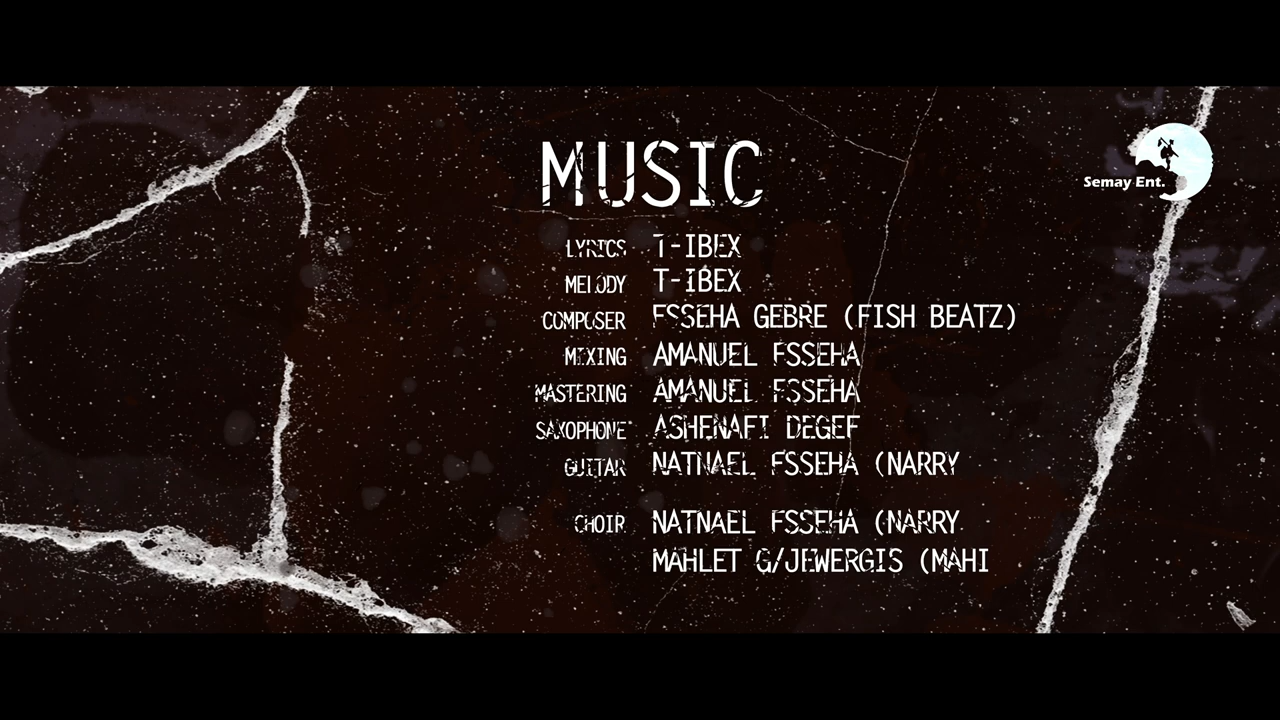 MUSIC
Semay Ent.
LYRICS T-IBEX
MELODY T-IBEX
COMPOSER FSSEHA GEBRE (FISH BEATZ)
MIXING AMANUEL FSSEHA
MASTERING AMANUEL FSSEHA
SAXOPHONE ASHENAFI DEGEF
GUITAR NATNAEL FSSEHA (NARRY
CHOIR NATNAEL FSSEHA (NARRY
MAHLET G/JEWERGIS (MAHI